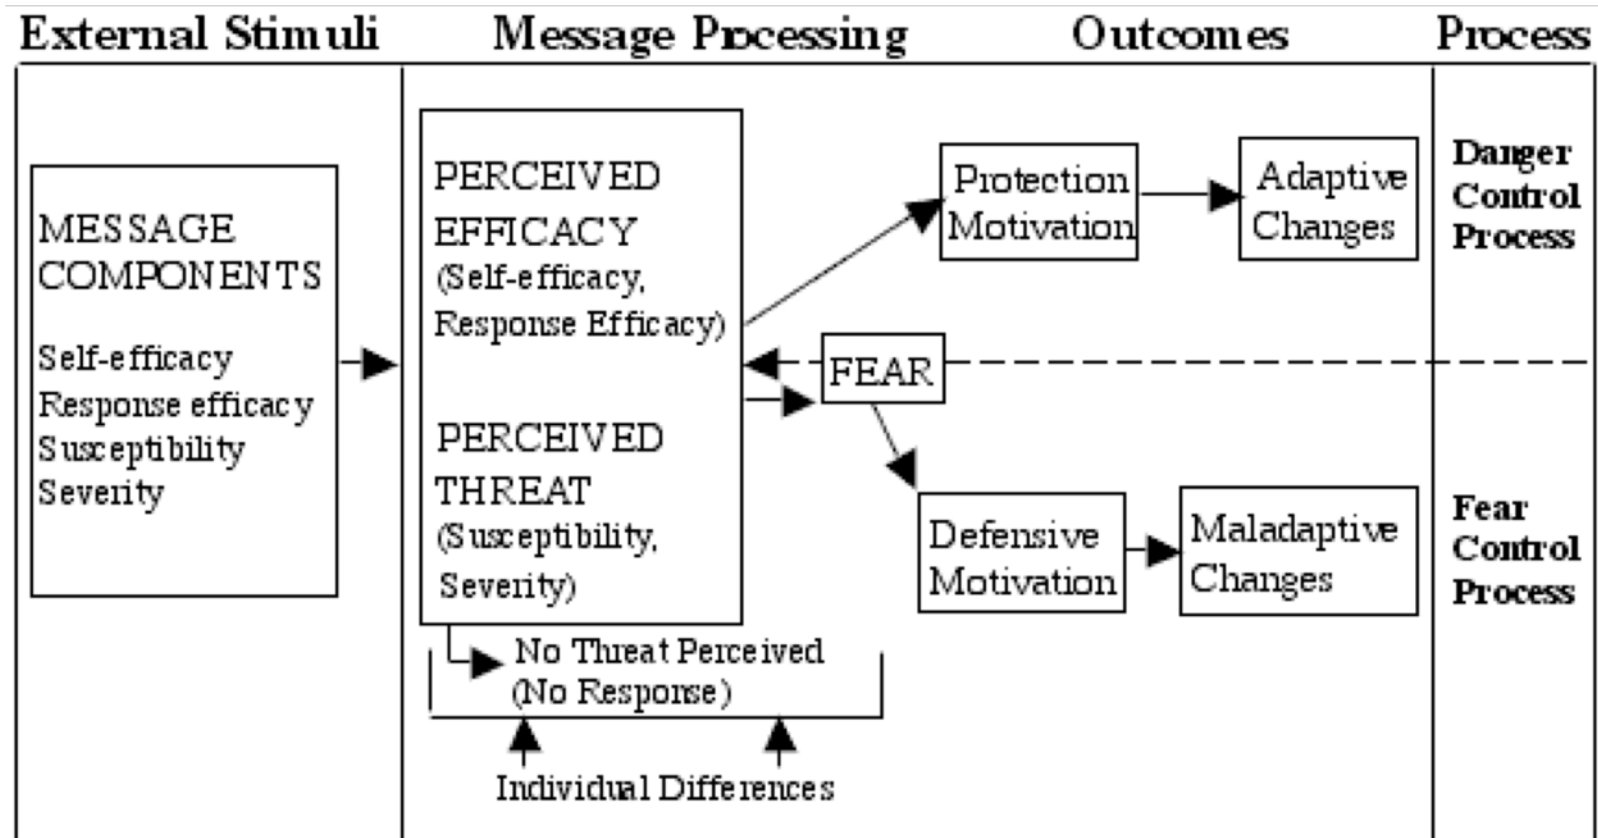 External Stimuli
Message Processing
Outcomes
Process
MESSAGE
COMPONENTS
Self-efficacy
Response efficacy
Susceptibility
Severity
PERCEIVED
EFFICACY
(Self-efficacy,
Response Efficacy)
PERCEIVED
THREAT
(Susceptibility,
Severity)
No Threat Perceived
(No Response)
Individual Differences
FEAR
Protection
Motivation
Adaptive
Changes
Defensive
Motivation
Maladaptive
Changes
Danger
Control
Process
Fear
Control
Process